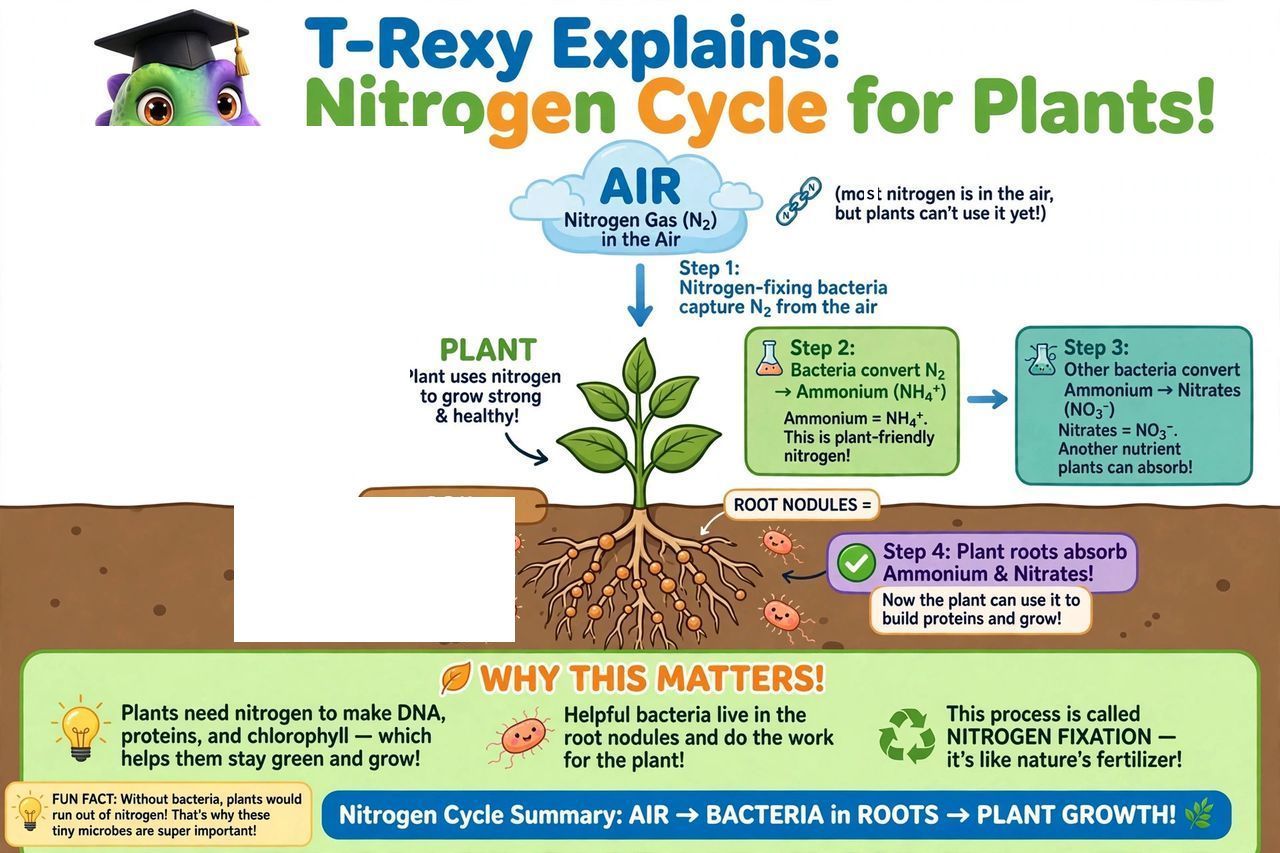 T-Rexy Explains:
Nitrogen Cycle for Plants!
AIR
Nitrogen Gas (N₂)
in the Air
N
N
(most nitrogen is in the air,
but plants can't use it yet!)
Step 1:
Nitrogen-fixing bacteria
capture N₂ from the air
PLANT
uses nitrogen
to grow strong
& healthy!
Step 2:
Bacteria convert N₂
→ Ammonium (NH₄⁺)
Ammonium = NH₄⁺.
This is plant-friendly
nitrogen!
Step 3:
Other bacteria convert
Ammonium → Nitrates
(NO₃⁻)
Nitrates = NO₃⁻.
Another nutrient
plants can absorb!
ROOT NODULES =
Step 4: Plant roots absorb
Ammonium & Nitrates!
Now the plant can use it to
build proteins and grow!
WHY THIS MATTERS!
Plants need nitrogen to make DNA,
proteins, and chlorophyll — which
helps them stay green and grow!
Helpful bacteria live in the
root nodules and do the work
for the plant!
This process is called
NITROGEN FIXATION —
it's like nature's fertilizer!
FUN FACT: Without bacteria, plants would
run out of nitrogen! That's why these
tiny microbes are super important!
Nitrogen Cycle Summary: AIR → BACTERIA in ROOTS → PLANT GROWTH!